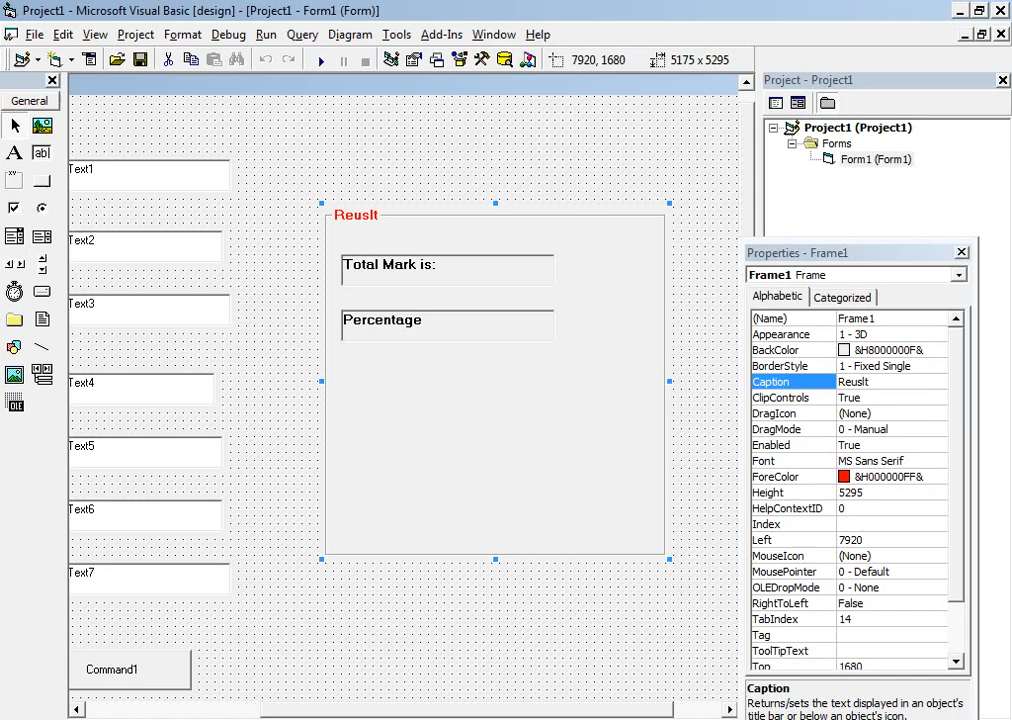 Project1 - Microsoft Visual Basic [design] - [Project1 - Form1 (Form)]
File Edit View Project Format Debug Run Query Diagram Tools Add-Ins Window Help
7920, 1680 5175 x 5295
General
A ab|
XY
OLE
Text1
Text2
Text3
Text4
Text5
Text6
Text7
Command1
Reuslt
Total Mark is:
Percentage
Project - Project1
Project1 (Project1)
Forms
Form1 (Form1)
Properties - Frame1
Frame1 Frame
Alphabetic Categorized
(Name) Frame1
Appearance 1 - 3D
BackColor &H8000000F&
BorderStyle 1 - Fixed Single
Caption Reuslt
ClipControls True
DragIcon (None)
DragMode 0 - Manual
Enabled True
Font MS Sans Serif
ForeColor &H000000FF&
Height 5295
HelpContextID 0
Index
Left 7920
MouseIcon (None)
MousePointer 0 - Default
OLEDropMode 0 - None
RightToLeft False
TabIndex 14
Tag
ToolTipText
Top 1680
Caption
Returns/sets the text displayed in an object's
title bar or below an object's icon.